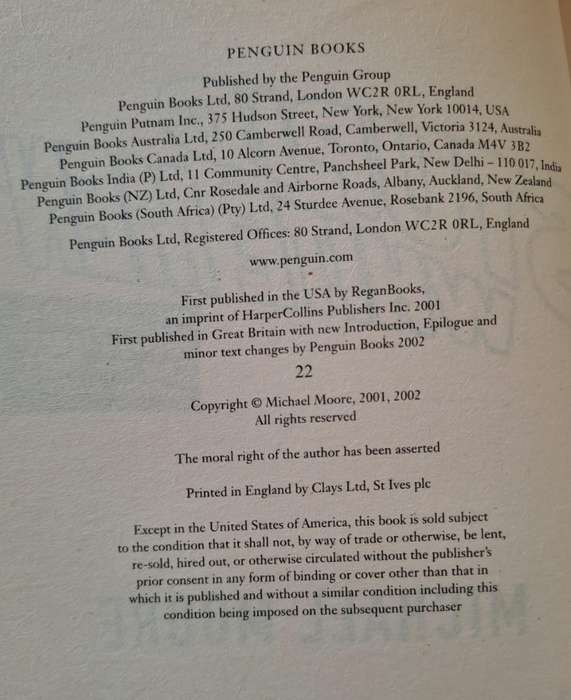 PENGUIN BOOKS
Published by the Penguin Group
Penguin Books Ltd, 80 Strand, London WC2R 0RL, England
Penguin Putnam Inc., 375 Hudson Street, New York, New York 10014, USA
Penguin Books Australia Ltd, 250 Camberwell Road, Camberwell, Victoria 3124, Australia
Penguin Books Canada Ltd, 10 Alcorn Avenue, Toronto, Ontario, Canada M4V 3B2
Penguin Books India (P) Ltd, 11 Community Centre, Panchsheel Park, New Delhi – 110 017, India
Penguin Books (NZ) Ltd, Cnr Rosedale and Airborne Roads, Albany, Auckland, New Zealand
Penguin Books (South Africa) (Pty) Ltd, 24 Sturdee Avenue, Rosebank 2196, South Africa
Penguin Books Ltd, Registered Offices: 80 Strand, London WC2R 0RL, England
www.penguin.com
First published in the USA by ReganBooks,
an imprint of HarperCollins Publishers Inc. 2001
First published in Great Britain with new Introduction, Epilogue and
minor text changes by Penguin Books 2002
22
Copyright © Michael Moore, 2001, 2002
All rights reserved
The moral right of the author has been asserted
Printed in England by Clays Ltd, St Ives plc
Except in the United States of America, this book is sold subject
to the condition that it shall not, by way of trade or otherwise, be lent,
re-sold, hired out, or otherwise circulated without the publisher's
prior consent in any form of binding or cover other than that in
which it is published and without a similar condition including this
condition being imposed on the subsequent purchaser